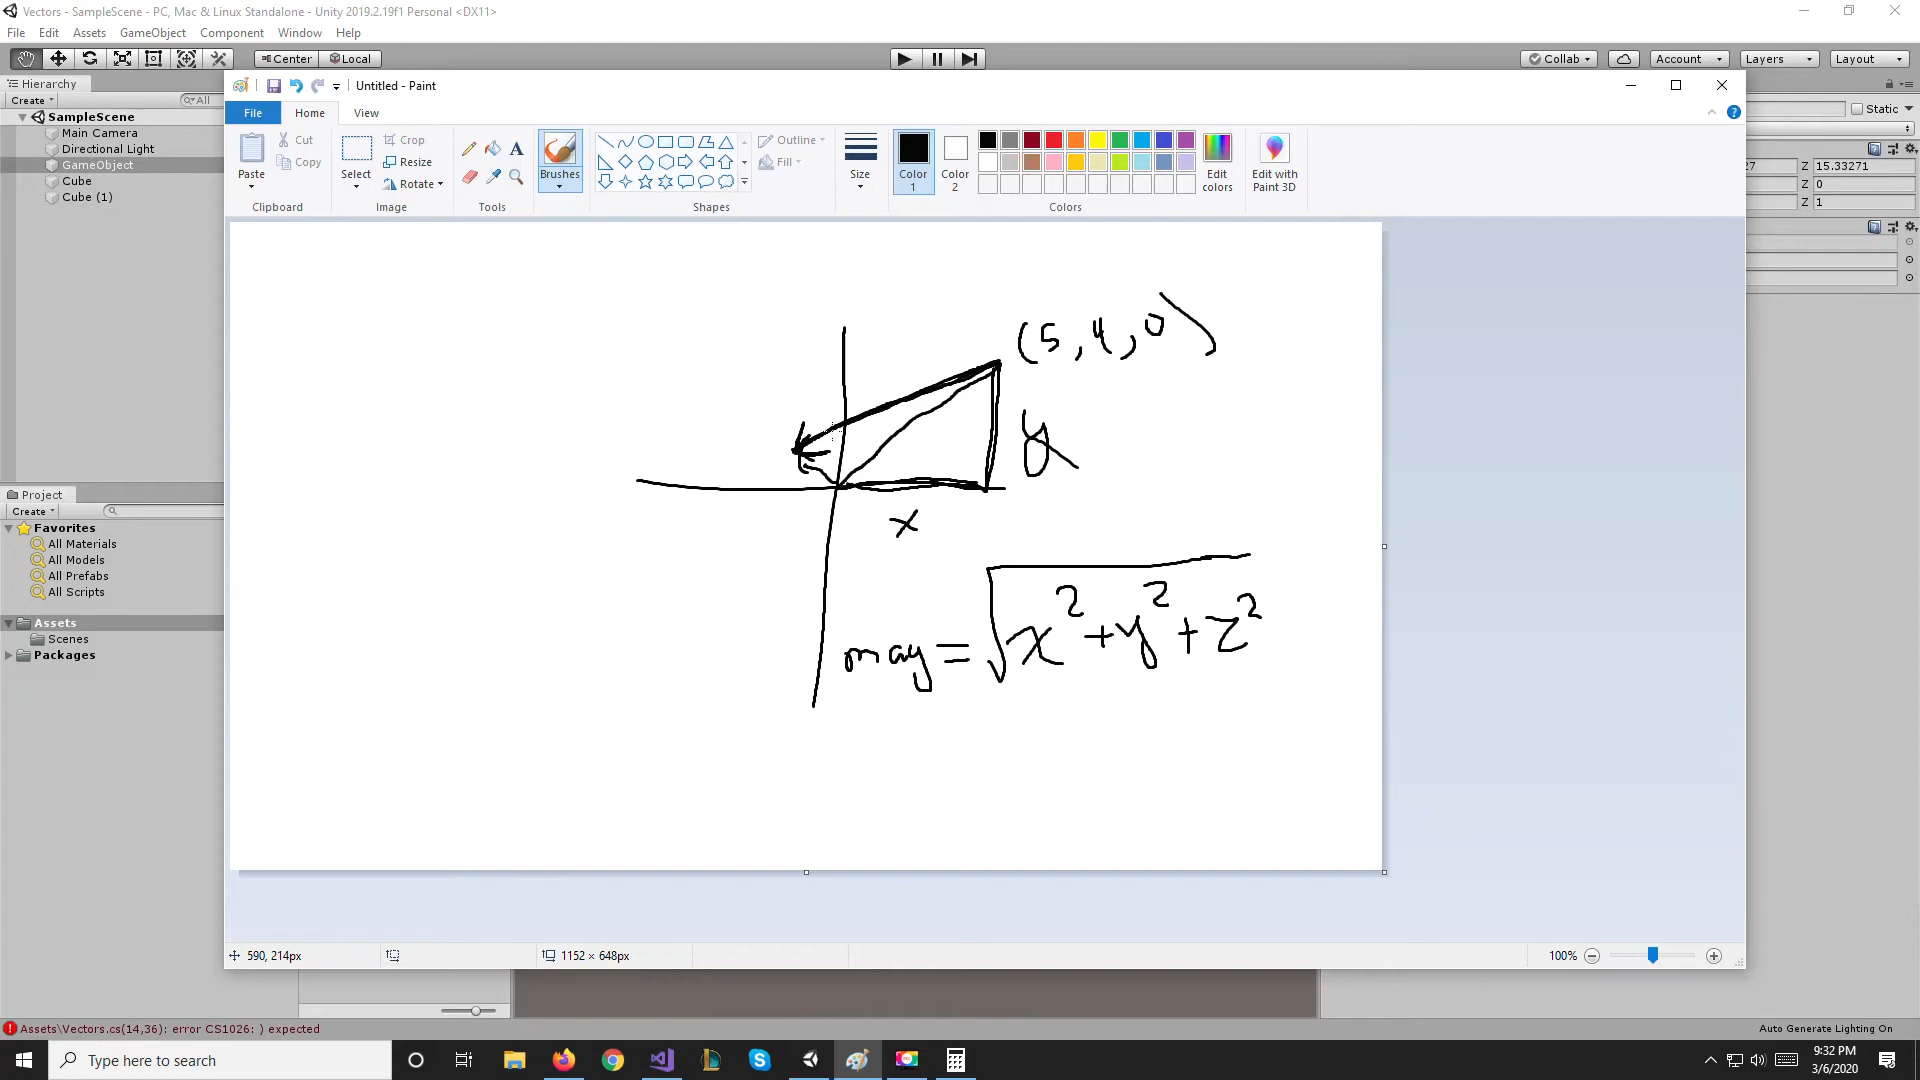 Vectors - SampleScene - PC, Mac & Linux Standalone - Unity 2019.2.19f1 Personal <DX11>
File Edit Assets GameObject Component Window Help
Center Local Collab Account Layers Layout
Hierarchy
Create All
SampleScene
Main Camera
Directional Light
GameObject
Cube
Cube (1)
Static
27 Z 15.33271
Z 0
Z 1
Untitled - Paint
File Home View
Paste
Cut
Copy
Clipboard
Select
Crop
Resize
Rotate
Image
A
Tools
Brushes
Outline
Fill
Shapes
Size
Color 1
Color 2
Edit colors
Edit with Paint 3D
Colors
(5, 4, 0)
y
x
mag = √x²+y²+z²
Project
Create
Favorites
All Materials
All Models
All Prefabs
All Scripts
Assets
Scenes
Packages
590, 214px
1152 × 648px
100%
Assets\Vectors.cs(14,36): error CS1026: ) expected
Auto Generate Lighting On
Type here to search
9:32 PM
3/6/2020